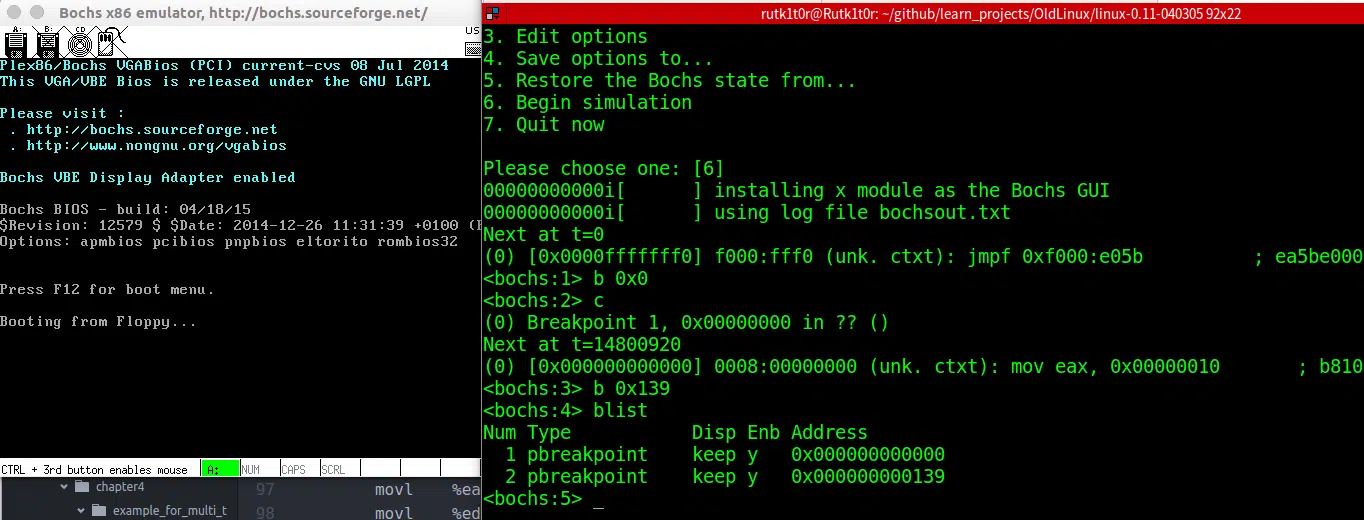 Bochs x86 emulator, http://bochs.sourceforge.net/
A: B: CD US
Plex86/Bochs VGABios (PCI) current-cvs 08 Jul 2014
This VGA/VBE Bios is released under the GNU LGPL
Please visit :
. http://bochs.sourceforge.net
. http://www.nongnu.org/vgabios
Bochs VBE Display Adapter enabled
Bochs BIOS - build: 04/18/15
$Revision: 12579 $ $Date: 2014-12-26 11:31:39 +0100 (
Options: apmbios pcibios pnpbios eltorito rombios32
Press F12 for boot menu.
Booting from Floppy...
CTRL + 3rd button enables mouse A: NUM CAPS SCRL
chapter4
example_for_multi_t
97 movl %ea
98 movl %ed
rutk1t0r@Rutk1t0r: ~/github/learn_projects/OldLinux/linux-0.11-040305 92x22
3. Edit options
4. Save options to...
5. Restore the Bochs state from...
6. Begin simulation
7. Quit now
Please choose one: [6]
00000000000i[      ] installing x module as the Bochs GUI
00000000000i[      ] using log file bochsout.txt
Next at t=0
(0) [0x0000fffffff0] f000:fff0 (unk. ctxt): jmpf 0xf000:e05b          ; ea5be000
<bochs:1> b 0x0
<bochs:2> c
(0) Breakpoint 1, 0x00000000 in ?? ()
Next at t=14800920
(0) [0x000000000000] 0008:00000000 (unk. ctxt): mov eax, 0x00000010       ; b810
<bochs:3> b 0x139
<bochs:4> blist
Num Type           Disp Enb Address
  1 pbreakpoint    keep y   0x000000000000
  2 pbreakpoint    keep y   0x000000000139
<bochs:5> _